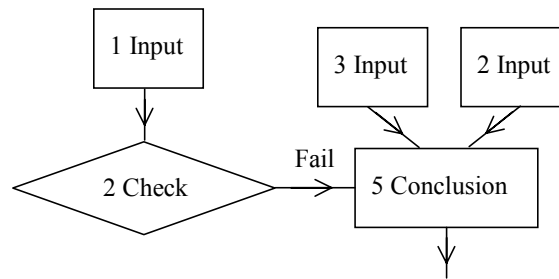 1 Input
3 Input
2 Input
2 Check
Fail
5 Conclusion